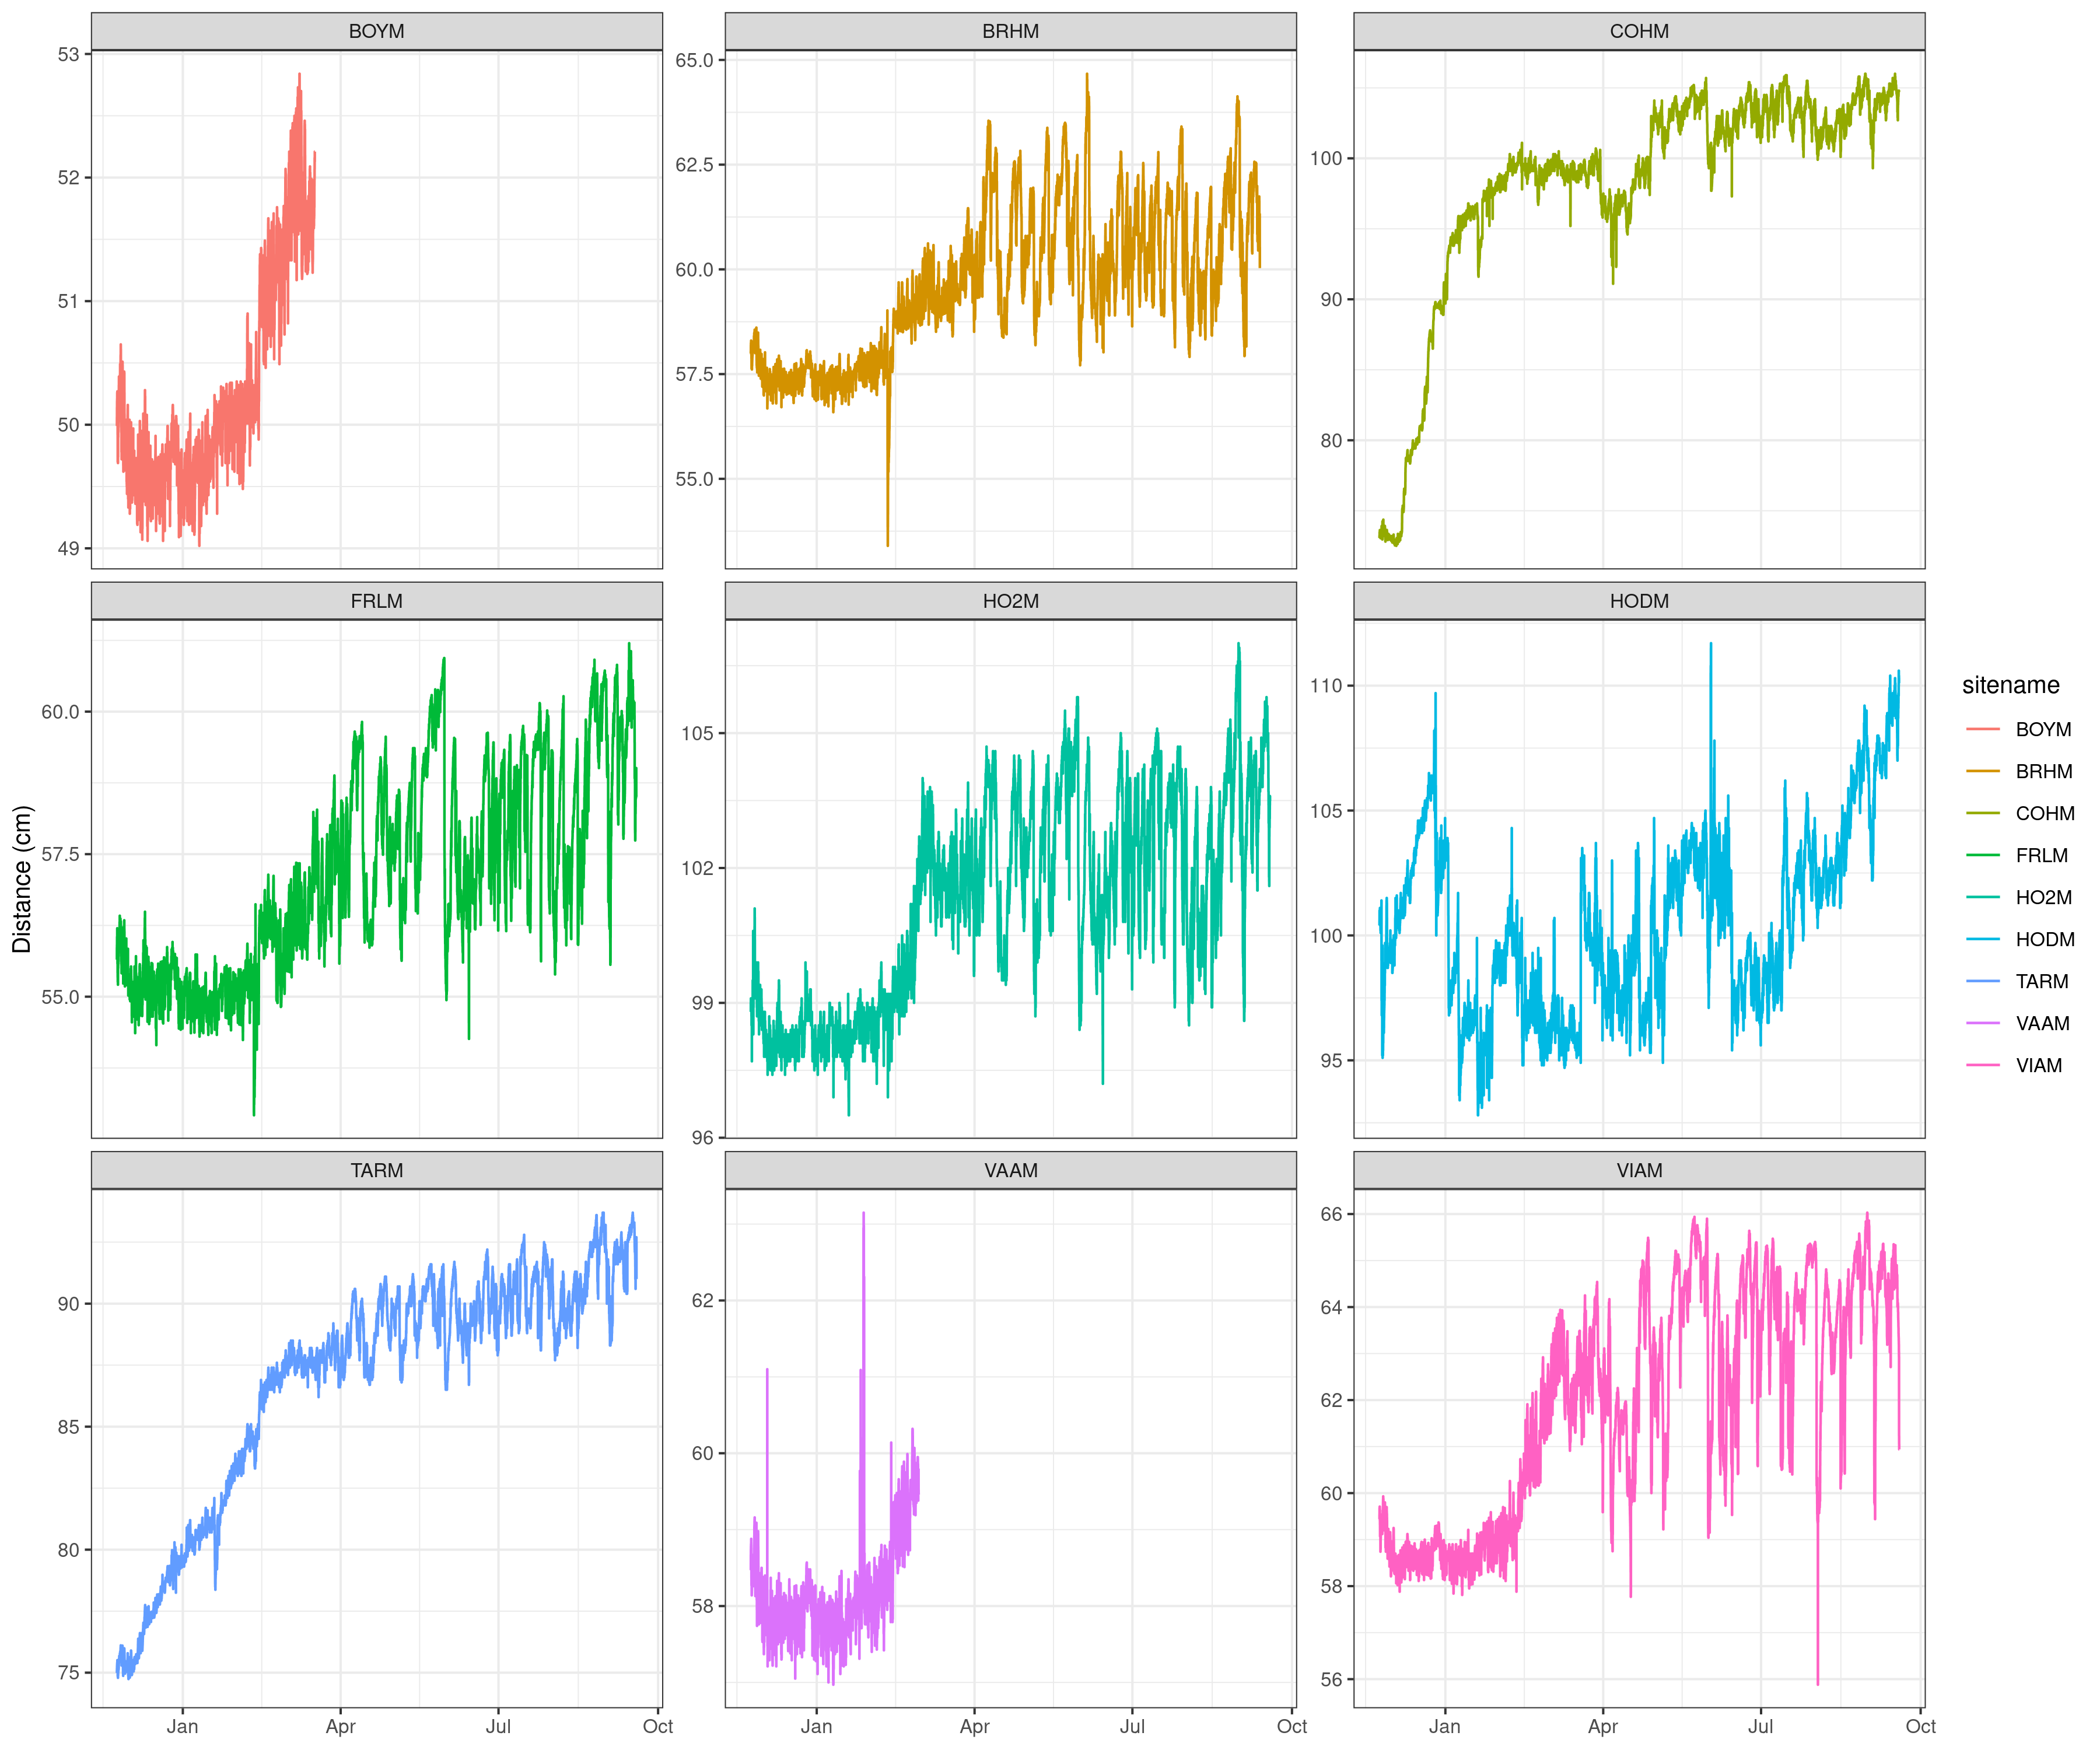 BOYM
BRHM
COHM
53
52
51
50
49
65.0
62.5
60.0
57.5
55.0
100
90
80
FRLM
HO2M
HODM
60.0
57.5
55.0
105
102
99
96
110
105
100
95
Distance (cm)
TARM
VAAM
VIAM
90
85
80
75
62
60
58
66
64
62
60
58
56
Jan Apr Jul Oct
Jan Apr Jul Oct
Jan Apr Jul Oct
sitename
BOYM
BRHM
COHM
FRLM
HO2M
HODM
TARM
VAAM
VIAM